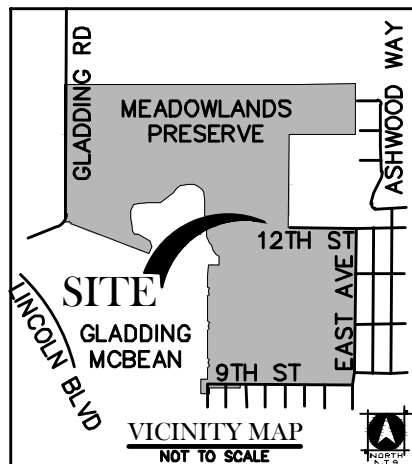 GLADDING RD
ASHWOOD WAY
MEADOWLANDS
PRESERVE
12TH ST
SITE
EAST AVE
LINCOLN BLVD
GLADDING
MCBEAN
9TH ST
VICINITY MAP
NOT TO SCALE
NORTH
N.T.S